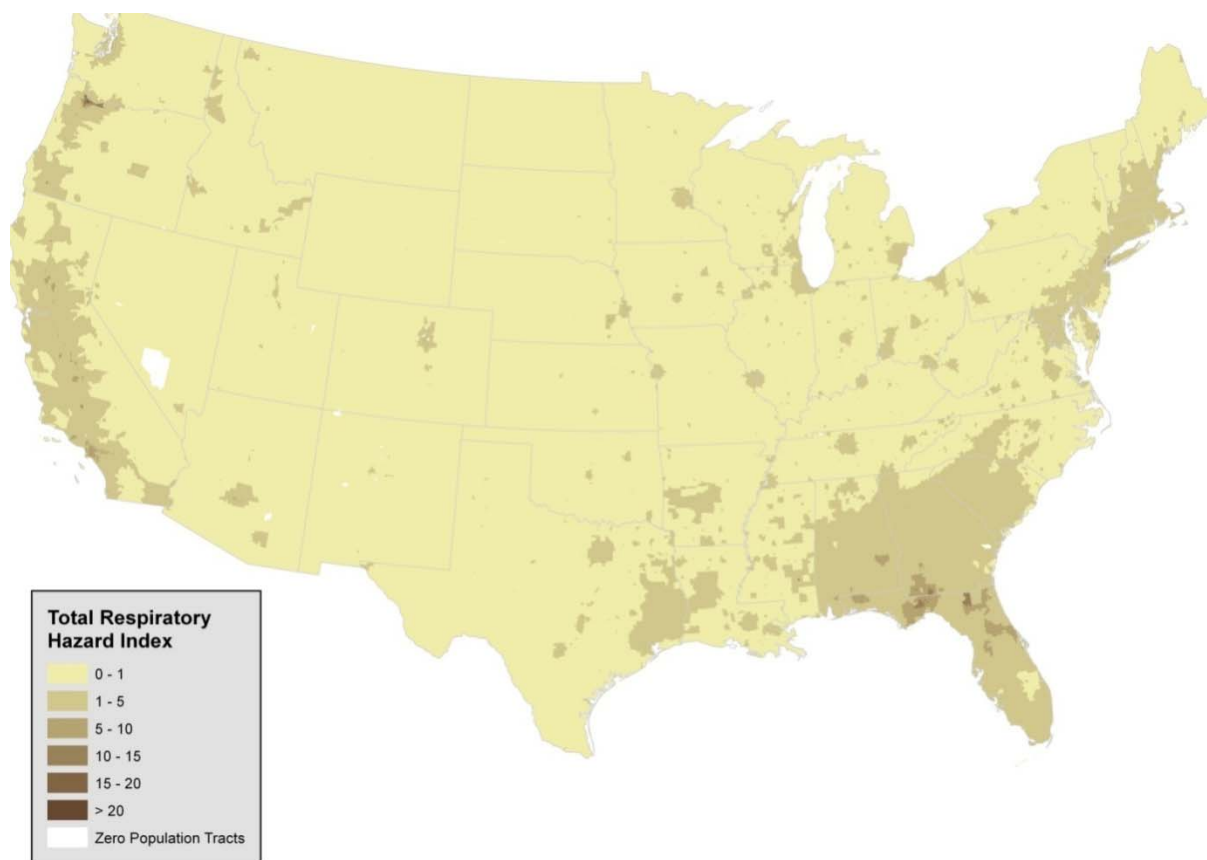 Total Respiratory
Hazard Index
0 - 1
1 - 5
5 - 10
10 - 15
15 - 20
> 20
Zero Population Tracts